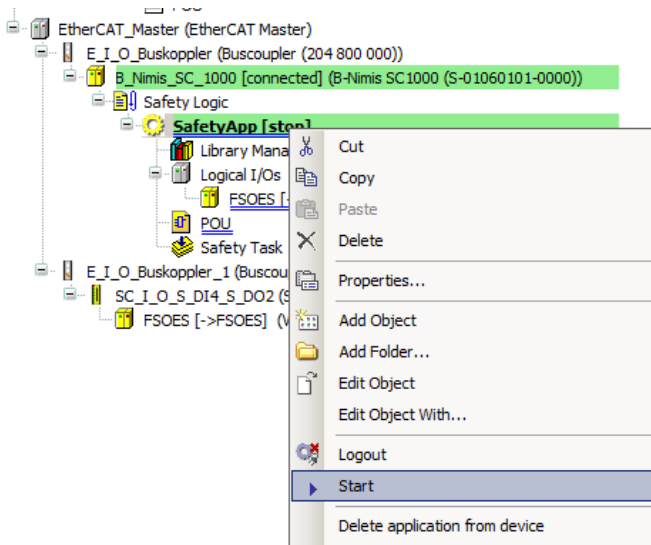 EtherCAT_Master (EtherCAT Master)
E_I_O_Buskoppler (Buscoupler (204 800 000))
B_Nimis_SC_1000 [connected] (B-Nimis SC1000 (S-01060101-0000))
Safety Logic
SafetyApp [stop]
Library Mana
Logical I/Os
FSOES [-
POU
Safety Task
E_I_O_Buskoppler_1 (Buscou
SC_I_O_S_DI4_S_DO2 (S
FSOES [->FSOES] (V
Cut
Copy
Paste
Delete
Properties...
Add Object
Add Folder...
Edit Object
Edit Object With...
Logout
Start
Delete application from device